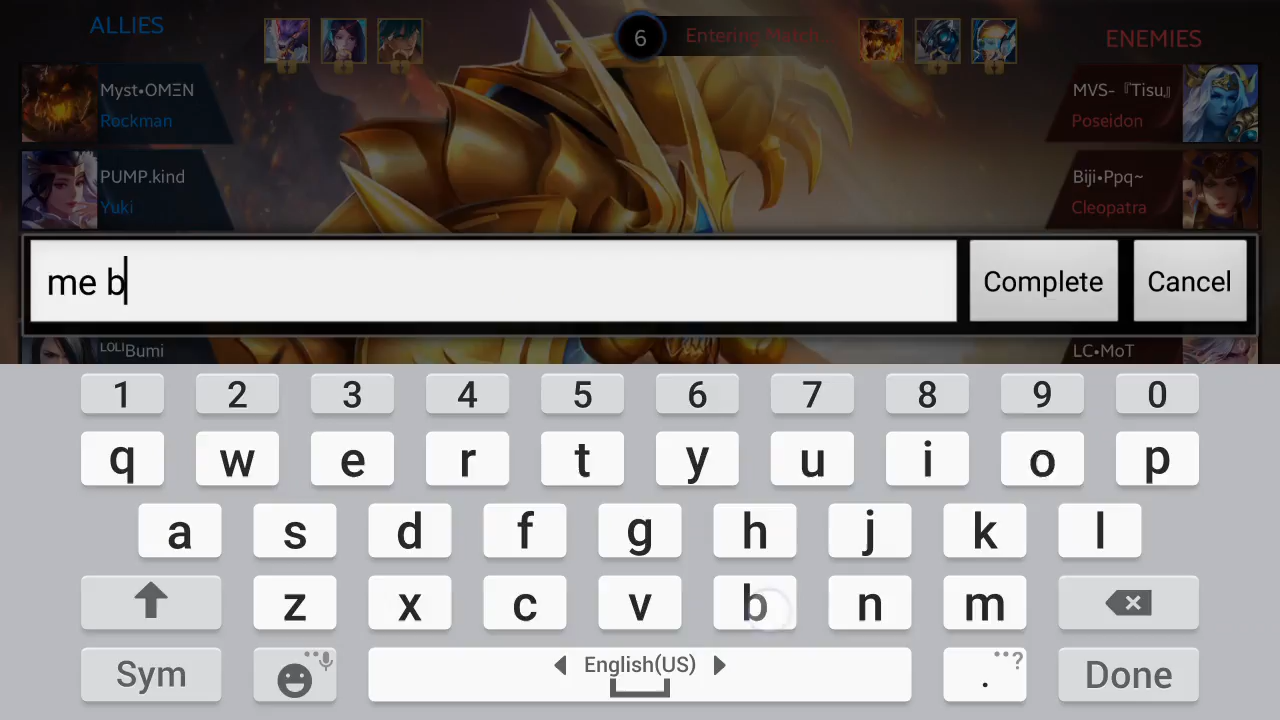 ALLIES
6
Entering Match
ENEMIES
Myst•OMΞN
Rockman
MVS-『Tisu』
Poseidon
PUMP.kind
Yuki
Biji•Ppq~
Cleopatra
me b
Complete
Cancel
LOLIBumi
LC•MoT
1 2 3 4 5 6 7 8 9 0
q w e r t y u i o p
a s d f g h j k l
z x c v b n m
Sym
English(US)
. ?
Done